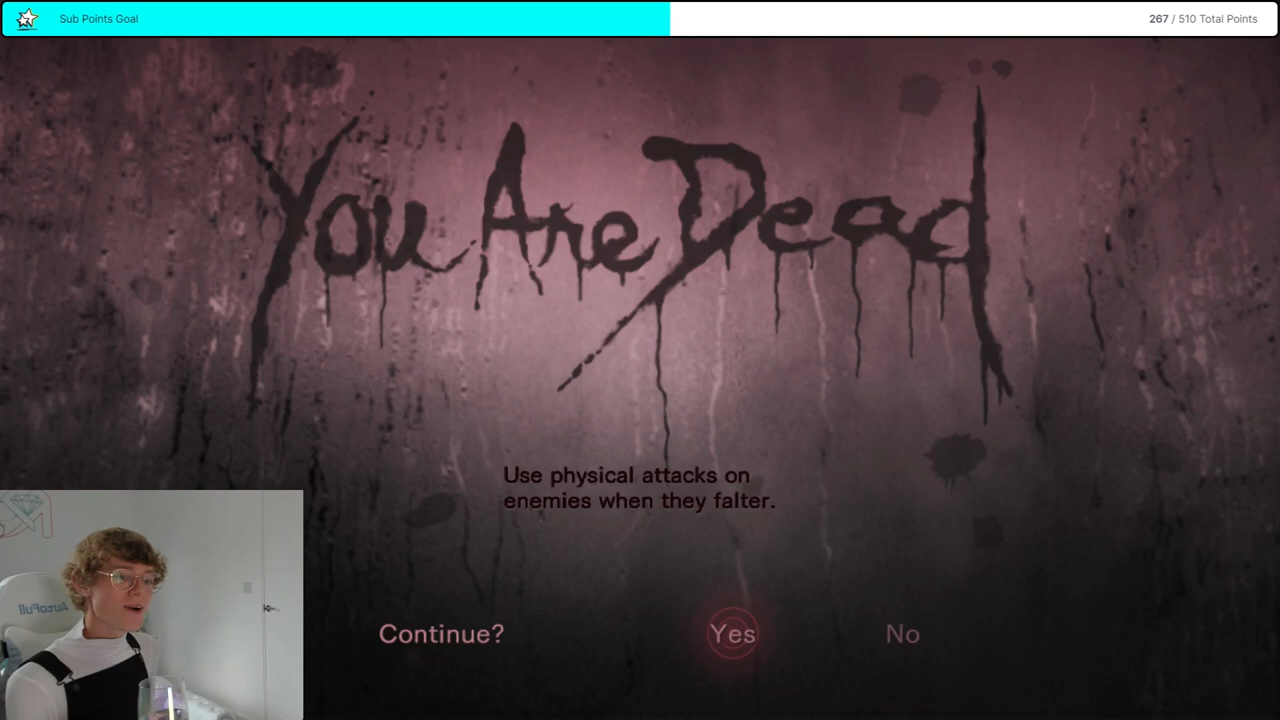 Sub Points Goal
267 / 510 Total Points
You Are Dead
Use physical attacks on
enemies when they falter.
Continue?
Yes
No
AutoFull